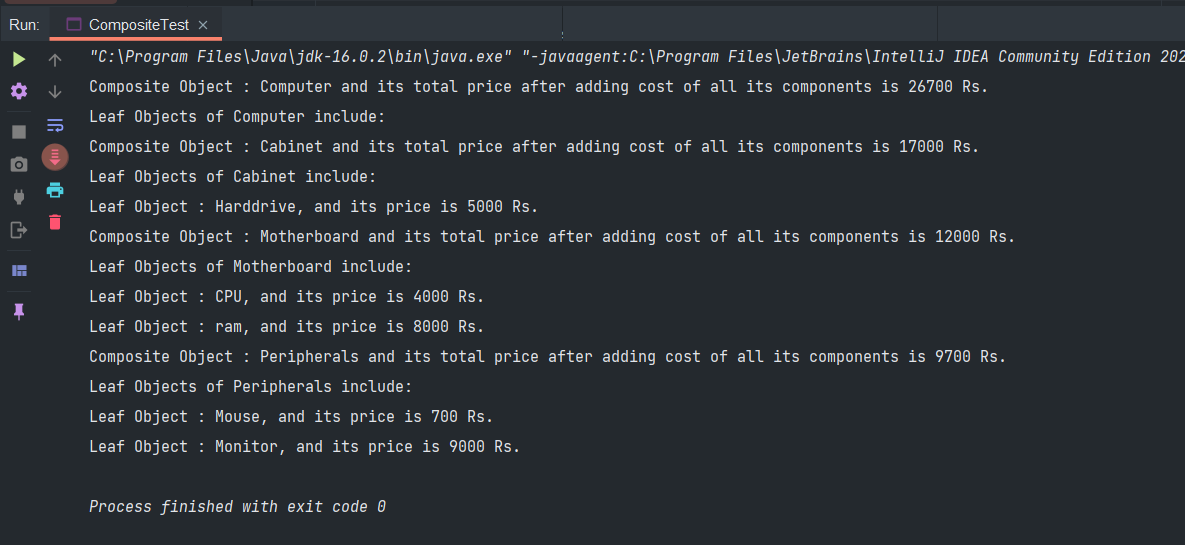 Run: CompositeTest ×
"C:\Program Files\Java\jdk-16.0.2\bin\java.exe" "-javaagent:C:\Program Files\JetBrains\IntelliJ IDEA Community Edition 202
Composite Object : Computer and its total price after adding cost of all its components is 26700 Rs.
Leaf Objects of Computer include:
Composite Object : Cabinet and its total price after adding cost of all its components is 17000 Rs.
Leaf Objects of Cabinet include:
Leaf Object : Harddrive, and its price is 5000 Rs.
Composite Object : Motherboard and its total price after adding cost of all its components is 12000 Rs.
Leaf Objects of Motherboard include:
Leaf Object : CPU, and its price is 4000 Rs.
Leaf Object : ram, and its price is 8000 Rs.
Composite Object : Peripherals and its total price after adding cost of all its components is 9700 Rs.
Leaf Objects of Peripherals include:
Leaf Object : Mouse, and its price is 700 Rs.
Leaf Object : Monitor, and its price is 9000 Rs.
Process finished with exit code 0